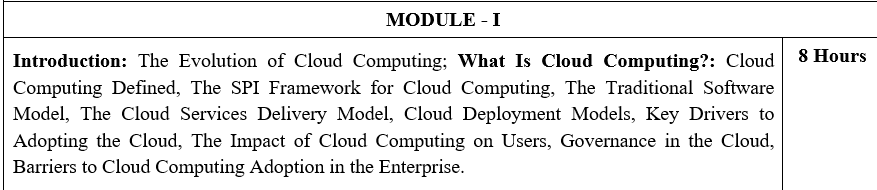 MODULE - I
Introduction: The Evolution of Cloud Computing; What Is Cloud Computing?: Cloud
Computing Defined, The SPI Framework for Cloud Computing, The Traditional Software
Model, The Cloud Services Delivery Model, Cloud Deployment Models, Key Drivers to
Adopting the Cloud, The Impact of Cloud Computing on Users, Governance in the Cloud,
Barriers to Cloud Computing Adoption in the Enterprise.
8 Hours